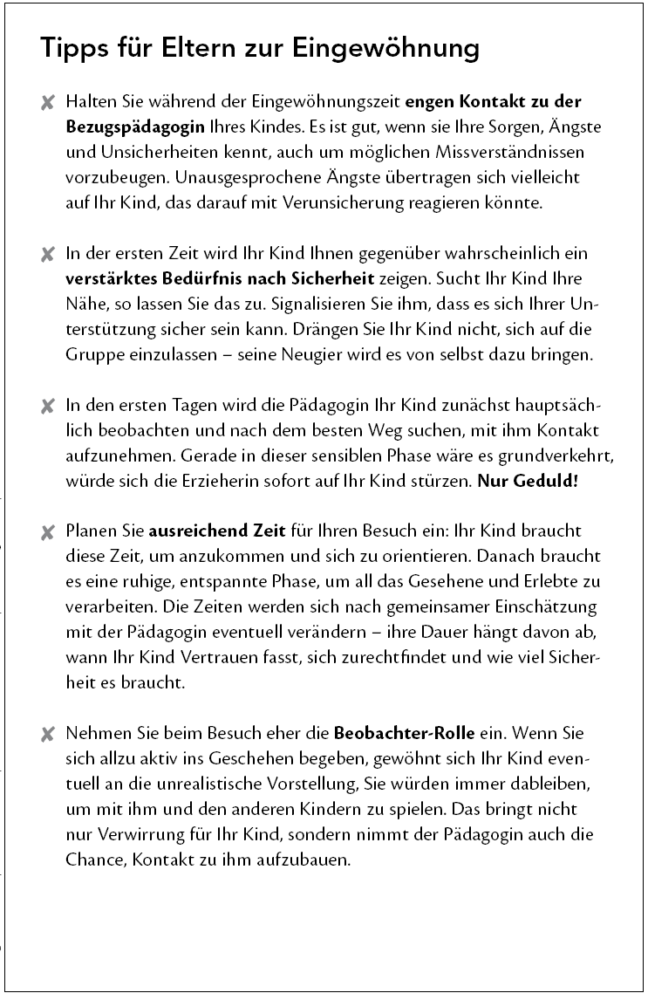 Tipps für Eltern zur Eingewöhnung
✘ Halten Sie während der Eingewöhnungszeit engen Kontakt zu der
Bezugspädagogin Ihres Kindes. Es ist gut, wenn sie Ihre Sorgen, Ängste
und Unsicherheiten kennt, auch um möglichen Missverständnissen
vorzubeugen. Unausgesprochene Ängste übertragen sich vielleicht
auf Ihr Kind, das darauf mit Verunsicherung reagieren könnte.
✘ In der ersten Zeit wird Ihr Kind Ihnen gegenüber wahrscheinlich ein
verstärktes Bedürfnis nach Sicherheit zeigen. Sucht Ihr Kind Ihre
Nähe, so lassen Sie das zu. Signalisieren Sie ihm, dass es sich Ihrer Un-
terstützung sicher sein kann. Drängen Sie Ihr Kind nicht, sich auf die
Gruppe einzulassen – seine Neugier wird es von selbst dazu bringen.
✘ In den ersten Tagen wird die Pädagogin Ihr Kind zunächst hauptsäch-
lich beobachten und nach dem besten Weg suchen, mit ihm Kontakt
aufzunehmen. Gerade in dieser sensiblen Phase wäre es grundverkehrt,
würde sich die Erzieherin sofort auf Ihr Kind stürzen. Nur Geduld!
✘ Planen Sie ausreichend Zeit für Ihren Besuch ein: Ihr Kind braucht
diese Zeit, um anzukommen und sich zu orientieren. Danach braucht
es eine ruhige, entspannte Phase, um all das Gesehene und Erlebte zu
verarbeiten. Die Zeiten werden sich nach gemeinsamer Einschätzung
mit der Pädagogin eventuell verändern – ihre Dauer hängt davon ab,
wann Ihr Kind Vertrauen fasst, sich zurechtfindet und wie viel Sicher-
heit es braucht.
✘ Nehmen Sie beim Besuch eher die Beobachter-Rolle ein. Wenn Sie
sich allzu aktiv ins Geschehen begeben, gewöhnt sich Ihr Kind even-
tuell an die unrealistische Vorstellung, Sie würden immer dableiben,
um mit ihm und den anderen Kindern zu spielen. Das bringt nicht
nur Verwirrung für Ihr Kind, sondern nimmt der Pädagogin auch die
Chance, Kontakt zu ihm aufzubauen.